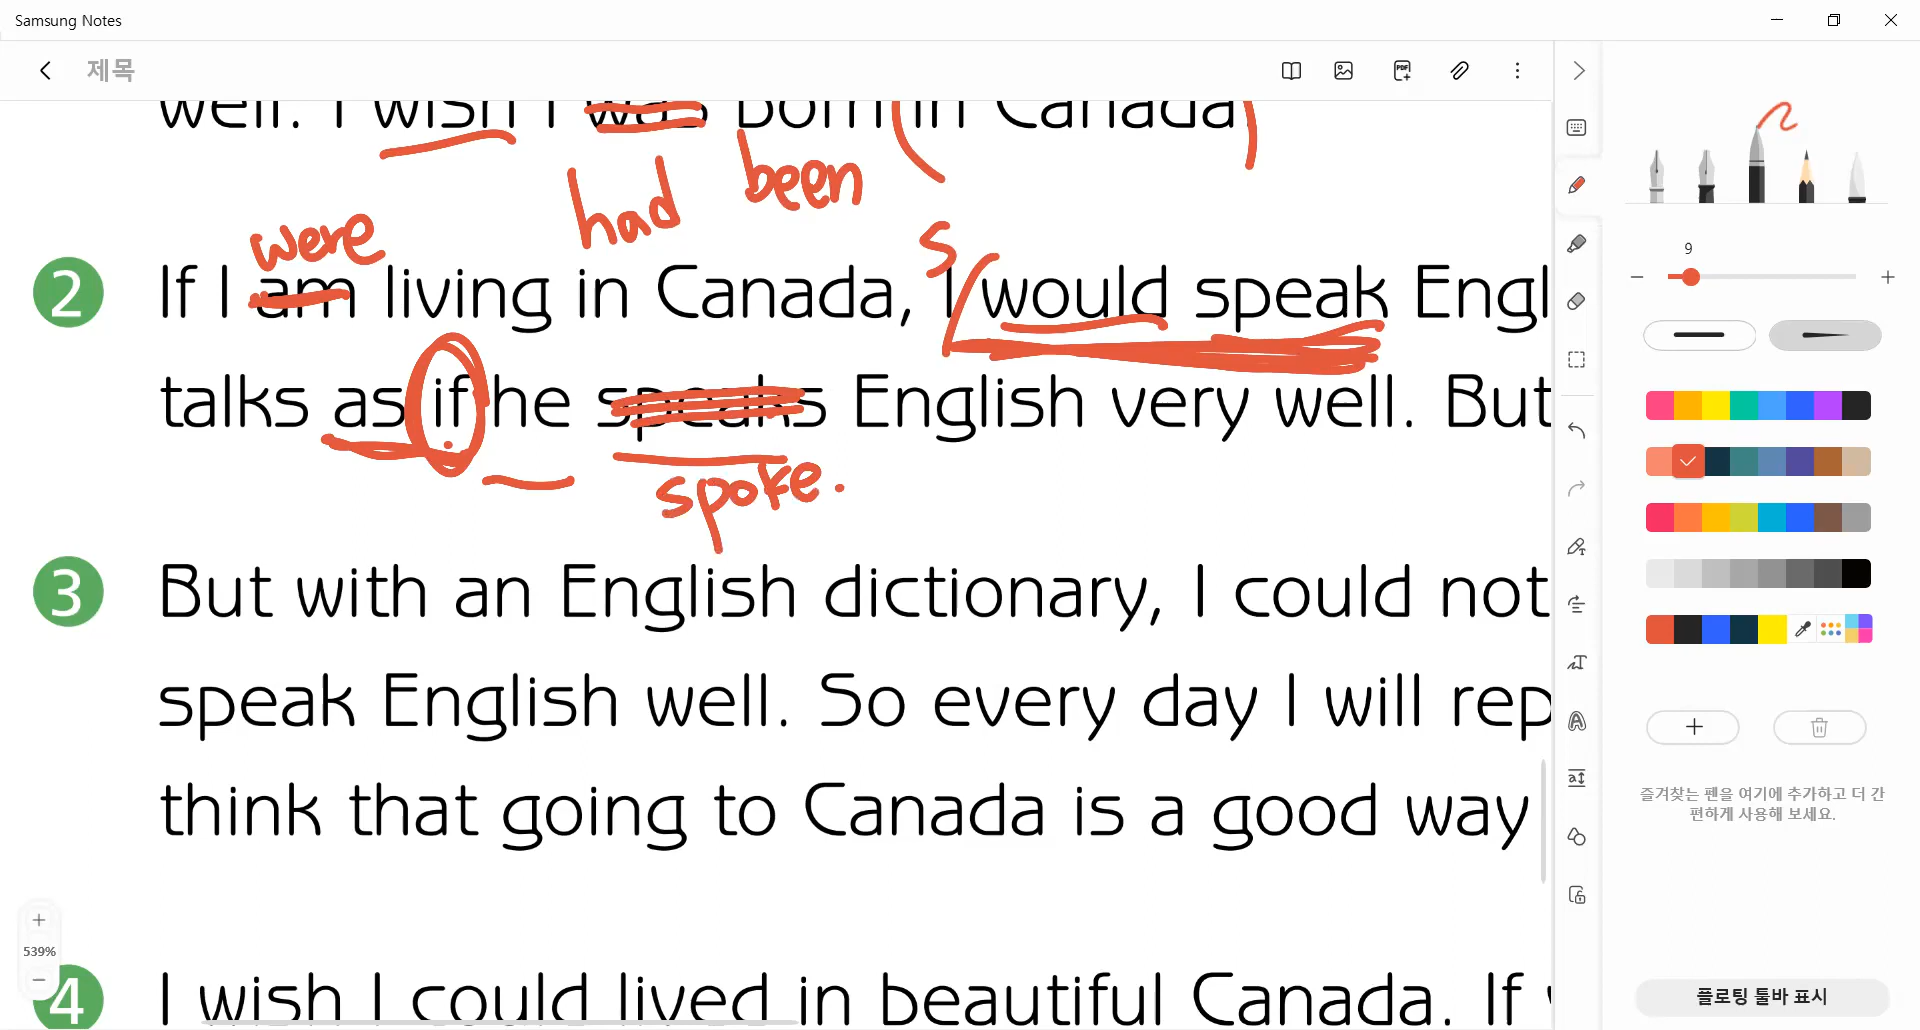 Samsung Notes
제목
well. I wish I was born in Canada
had been
were
S
2 If I am living in Canada, I would speak Engl
talks as if he speaks English very well. But
spoke.
3 But with an English dictionary, I could not
speak English well. So every day I will rep
think that going to Canada is a good way
4 I wish I could lived in beautiful Canada. If
539%
PDF
9
즐겨찾는 펜을 여기에 추가하고 더 간
편하게 사용해 보세요.
플로팅 툴바 표시